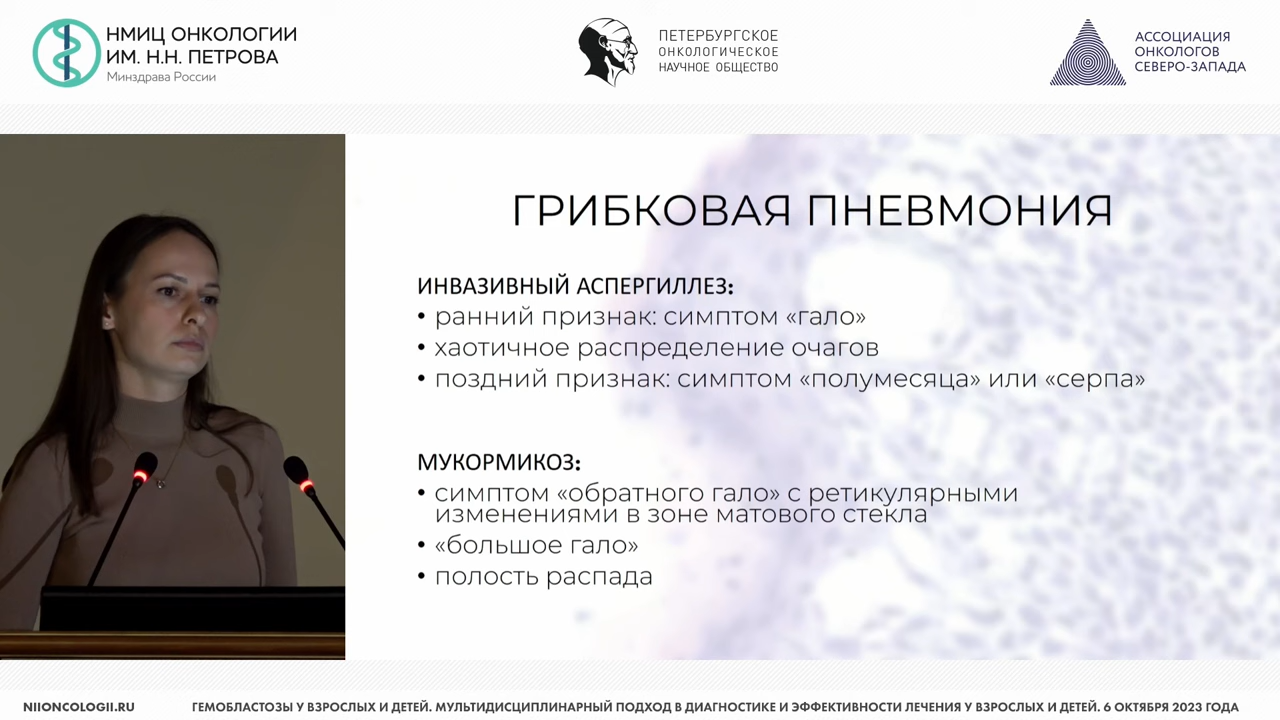 НМИЦ ОНКОЛОГИИ
ИМ. Н.Н. ПЕТРОВА
Минздрава России
ПЕТЕРБУРГСКОЕ
ОНКОЛОГИЧЕСКОЕ
НАУЧНОЕ ОБЩЕСТВО
АССОЦИАЦИЯ
ОНКОЛОГОВ
СЕВЕРО-ЗАПАДА
ГРИБКОВАЯ ПНЕВМОНИЯ
ИНВАЗИВНЫЙ АСПЕРГИЛЛЕЗ:
• ранний признак: симптом «гало»
• хаотичное распределение очагов
• поздний признак: симптом «полумесяца» или «серпа»
МУКОРМИКОЗ:
• симптом «обратного гало» с ретикулярными
изменениями в зоне матового стекла
• «большое гало»
• полость распада
NIIONCOLOGII.RU
ГЕМОБЛАСТОЗЫ У ВЗРОСЛЫХ И ДЕТЕЙ. МУЛЬТИДИСЦИПЛИНАРНЫЙ ПОДХОД В ДИАГНОСТИКЕ И ЭФФЕКТИВНОСТИ ЛЕЧЕНИЯ У ВЗРОСЛЫХ И ДЕТЕЙ. 6 ОКТЯБРЯ 2023 ГОДА